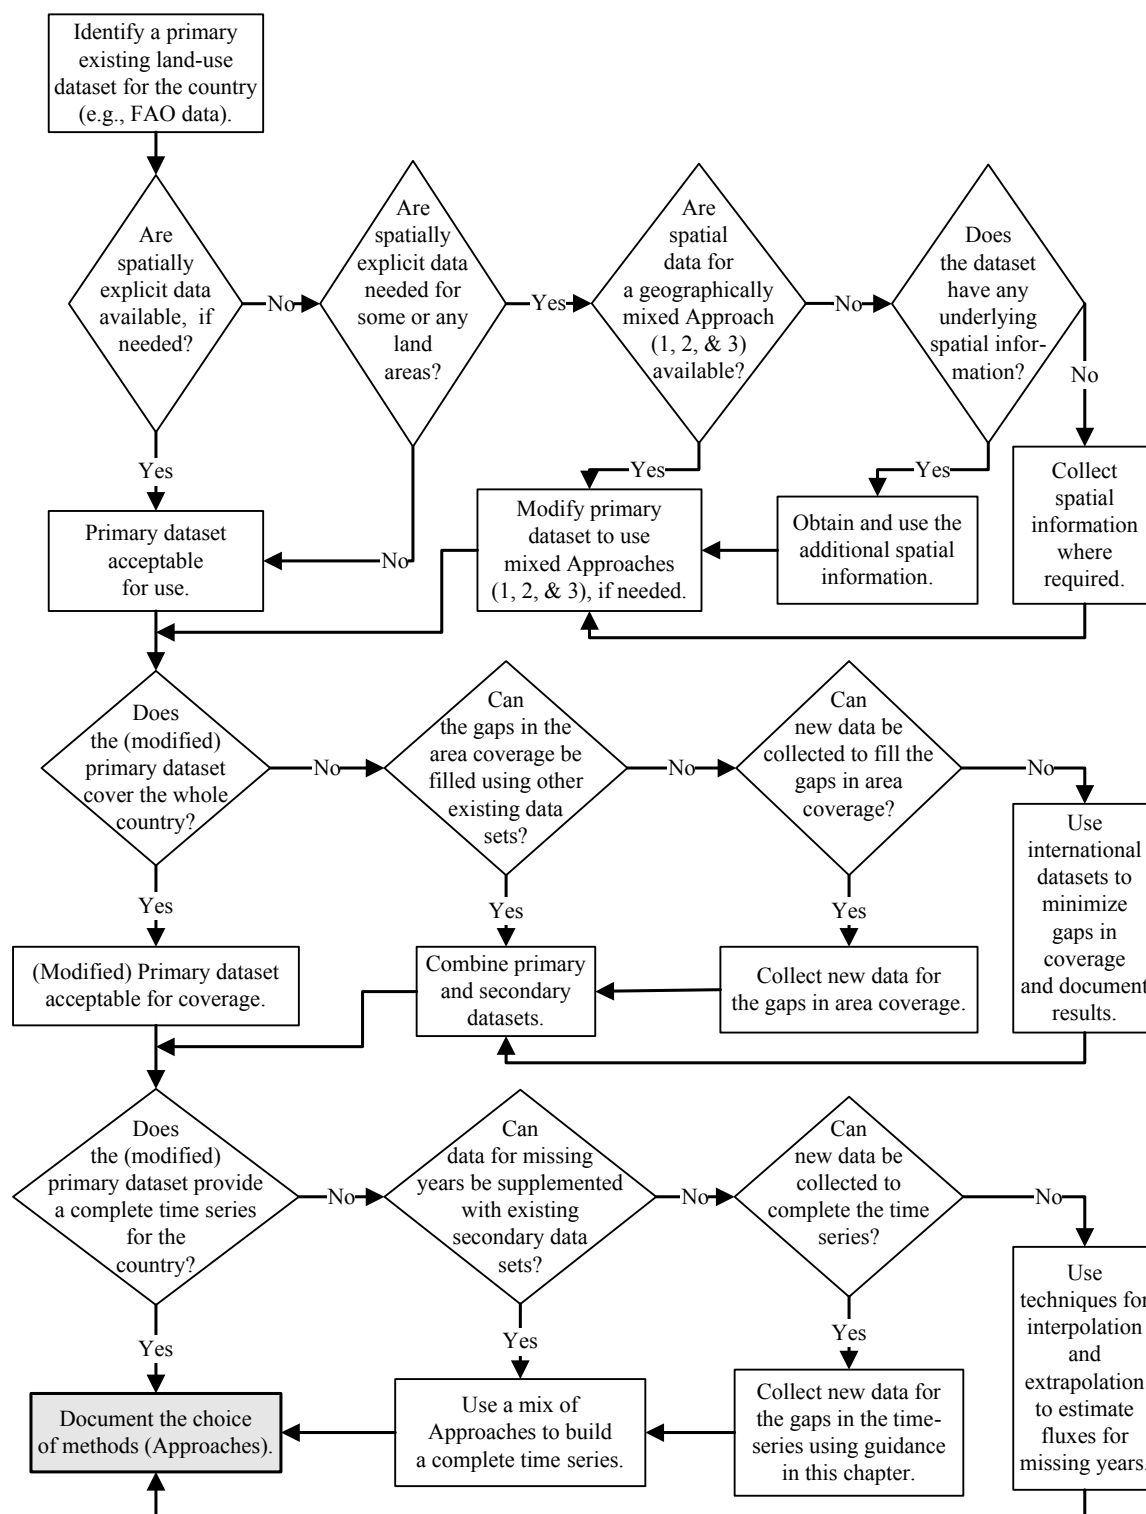 Identify a primary
existing land-use
dataset for the country
(e.g., FAO data).
Are
spatially
explicit data
available, if
needed?
No
Are
spatially
explicit data
needed for
some or any
land
areas?
Yes
Are
spatial
data for
a geographically
mixed Approach
(1, 2, & 3)
available?
No
Does
the dataset
have any
underlying
spatial infor-
mation?
No
Yes
No
Yes
Yes
Primary dataset
acceptable
for use.
Modify primary
dataset to use
mixed Approaches
(1, 2, & 3), if needed.
Obtain and use the
additional spatial
information.
Collect
spatial
information
where
required.
Does
the (modified)
primary dataset
cover the whole
country?
No
Can
the gaps in the
area coverage be
filled using other
existing data
sets?
No
Can
new data be
collected to fill the
gaps in area
coverage?
No
Yes
Yes
Yes
(Modified) Primary dataset
acceptable for coverage.
Combine primary
and secondary
datasets.
Collect new data for
the gaps in area coverage.
Use
international
datasets to
minimize
gaps in
coverage
and document
results.
Does
the (modified)
primary dataset provide
a complete time series
for the
country?
No
Can
data for missing
years be supplemented
with existing
secondary data
sets?
No
Can
new data be
collected to
complete the time
series?
No
Yes
Yes
Yes
Document the choice
of methods (Approaches).
Use a mix of
Approaches to build
a complete time series.
Collect new data for
the gaps in the time-
series using guidance
in this chapter.
Use
techniques for
interpolation
and
extrapolation
to estimate
fluxes for
missing years.